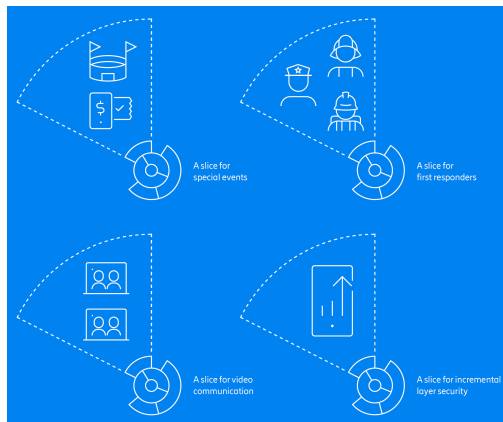 A slice for
special events
A slice for
first responders
A slice for video
communication
A slice for incremental
layer security